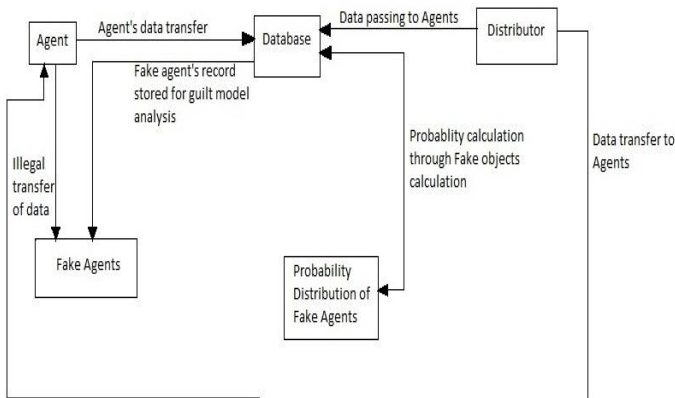 Agent
Agent's data transfer
Database
Data passing to Agents
Distributor
Fake agent's record
stored for guilt model
analysis
Illegal
transfer
of data
Probablity calculation
through Fake objects
calculation
Data transfer to
Agents
Fake Agents
Probability
Distribution of
Fake Agents